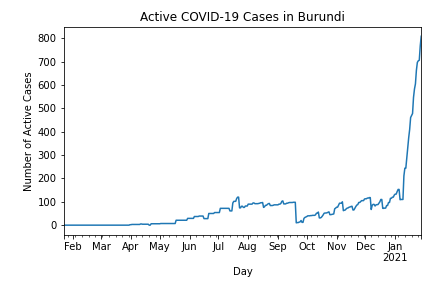 Active COVID-19 Cases in Burundi
Number of Active Cases
800
700
600
500
400
300
200
100
0
Feb Mar Apr May Jun Jul Aug Sep Oct Nov Dec Jan
2021
Day